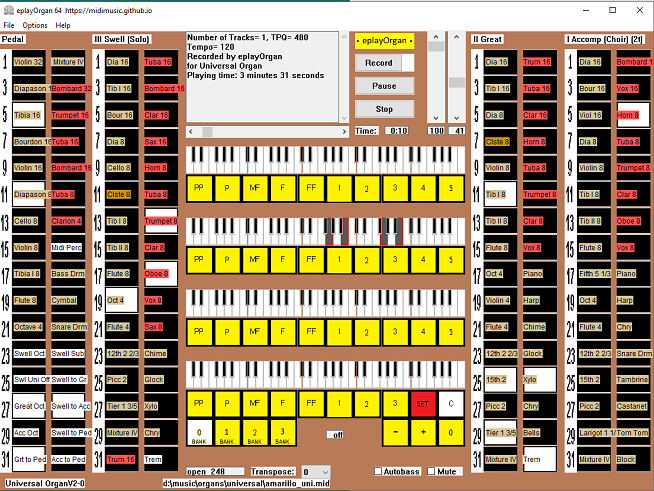 eplayOrgan 64 https://midimusic.github.io
File Options Help
Pedal III Swell (Solo) II Great I Accomp (Choir) (2t)
Number of Tracks= 1, TPQ= 480
Tempo= 120
Recorded by eplayOrgan
for Universal Organ
Playing time: 3 minutes 31 seconds
• eplayOrgan •
Record
Pause
Stop
Time: 0:10 100 41
1 Violin 32 Mixture IV 1 Dia 16 Tuba 16 1 Dia 16 Tuba 16 1 Dia 16 Trom 16
3 Diapason 1 Bombard 32 3 Tib I 8 Bombard 16 3 Tib I 16 Tuba 16 3 Tib I 16 Tuba 16
5 Tibia 16 Trumpet 16 5 Bour 16 Clar 16 5 Dia 8 Clar 16 5 Viol 16 Horn 8
7 Bourdon 16 Tuba 16 7 Dia 8 Sax 16 7 Clste 8 Horn 8 7 Dia 8 Tuba 8
9 Violin 16 Bombard 16 9 Cello 8 Horn 8 9 Violin 8 Tuba 8 9 Violin 8 Trumpet 8
11 Diapason 8 Tuba 8 11 Clste 8 Tuba 8 11 Tib I 8 Trumpet 8 11 Tib I 8 Clar 8
13 Cello 8 Clarion 4 13 Tib I 8 Trumpet 8 13 Tib II 8 Clar 8 13 Tib II 8 Oboe 8
15 Violin 8 Midi Perc 15 Tib II 8 Clar 8 15 Flute 8 Vox 8 15 Flute 8 Vox 8
17 Tibia I 8 Bass Drm 17 Flute 8 Oboe 8 17 Oct 4 Piano 17 Fifth 5 1/3 Piano
19 Flute 8 Cymbal 19 Oct 4 Vox 8 19 Violin 4 Harp 19 Oct 4 Harp
21 Octave 4 Snare Drm 21 Flute 4 Sax 8 21 Flute 4 Chime 21 Flute 4 Chry
23 Swell Oct Swell Sub 23 12th 2 2/3 Chime 23 12th 2 2/3 Glock 23 12th 2 2/3 Snare Drm
25 Swl Uni Off Swell to Gr 25 Picc 2 Glock 25 15th 2 Xylo 25 15th 2 Tambrine
27 Great Oct Swell to Acc 27 Tier 1 3/5 Xylo 27 Picc 2 Chry 27 Picc 2 Castanet
29 Acc Oct Swell to Ped 29 Mixture IV Chry 29 Tierce 1 3/5 Bells 29 Larigot 1 1/ Tom Tom
31 Grt to Ped Acc to Ped 31 Trum 16 Trem 31 Mixture IV Trem 31 Mixture IV Block
PP P MF F FF 1 2 3 4 5
PP P MF F FF 1 2 3 4 5
PP P MF F FF 1 2 3 4 5
PP P MF F FF 1 2 3 SET C
0 BANK 1 BANK 2 BANK 3 BANK off - + 0
open 248 Transpose: 0 Autobass Mute
Universal OrganV2-0 d:\music\organs\universal\amarillo_uni.mid